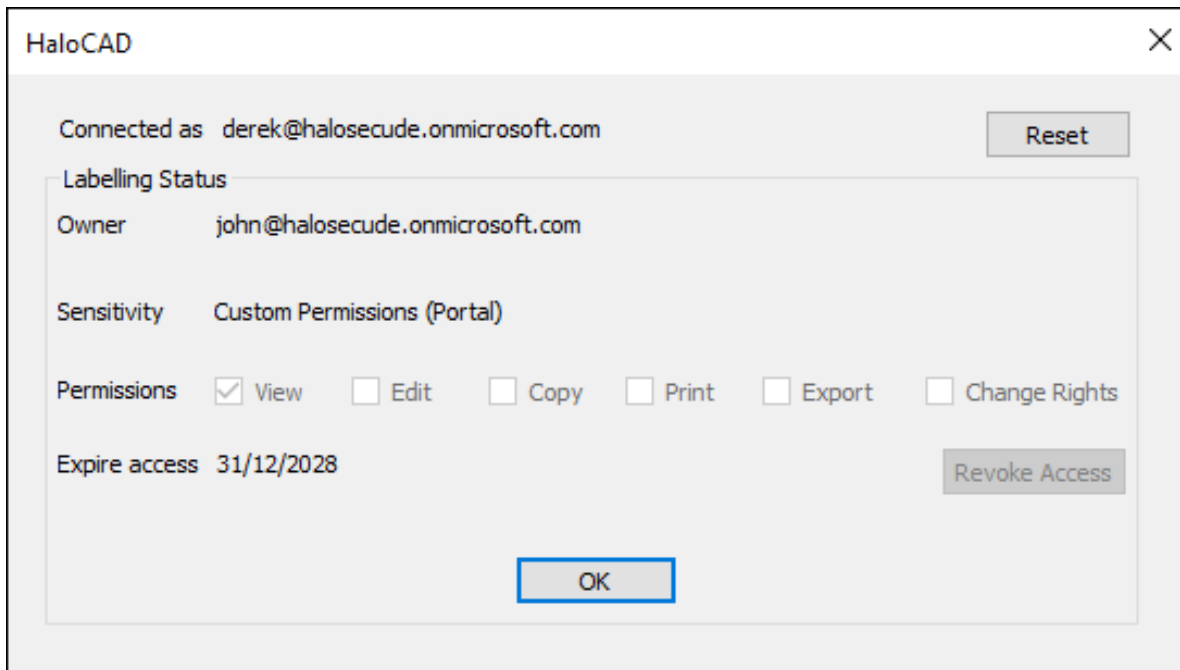 HaloCAD
Connected as derek@halosecude.onmicrosoft.com
Reset
Labelling Status
Owner john@halosecude.onmicrosoft.com
Sensitivity Custom Permissions (Portal)
Permissions View Edit Copy Print Export Change Rights
Expire access 31/12/2028
Revoke Access
OK